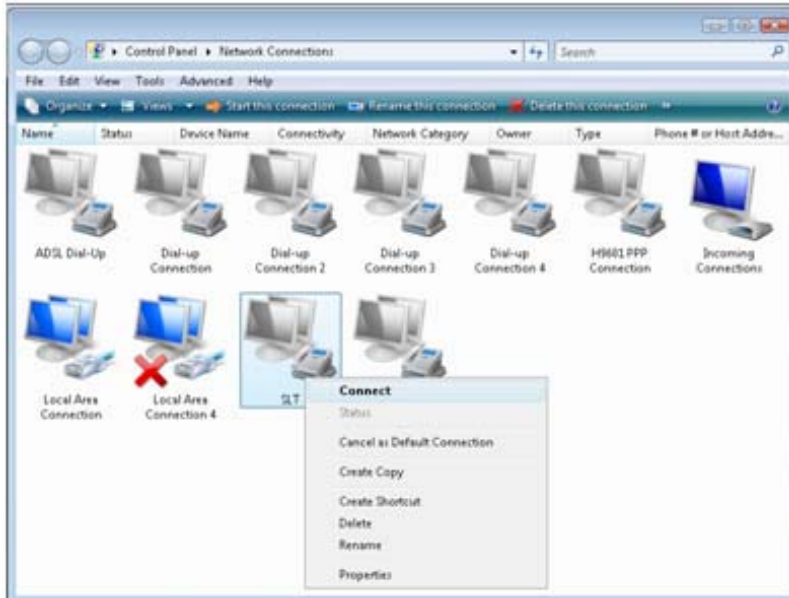 Control Panel ▸ Network Connections
Search
File Edit View Tools Advanced Help
Organize Views Start this connection Rename this connection Delete this connection »
Name Status Device Name Connectivity Network Category Owner Type Phone # or Host Addre...
ADSL Dial-Up
Dial-up
Connection
Dial-up
Connection 2
Dial-up
Connection 3
Dial-up
Connection 4
H9601 PPP
Connection
Incoming
Connections
Local Area
Connection
Local Area
Connection 4
SLT
Connect
Status
Cancel as Default Connection
Create Copy
Create Shortcut
Delete
Rename
Properties